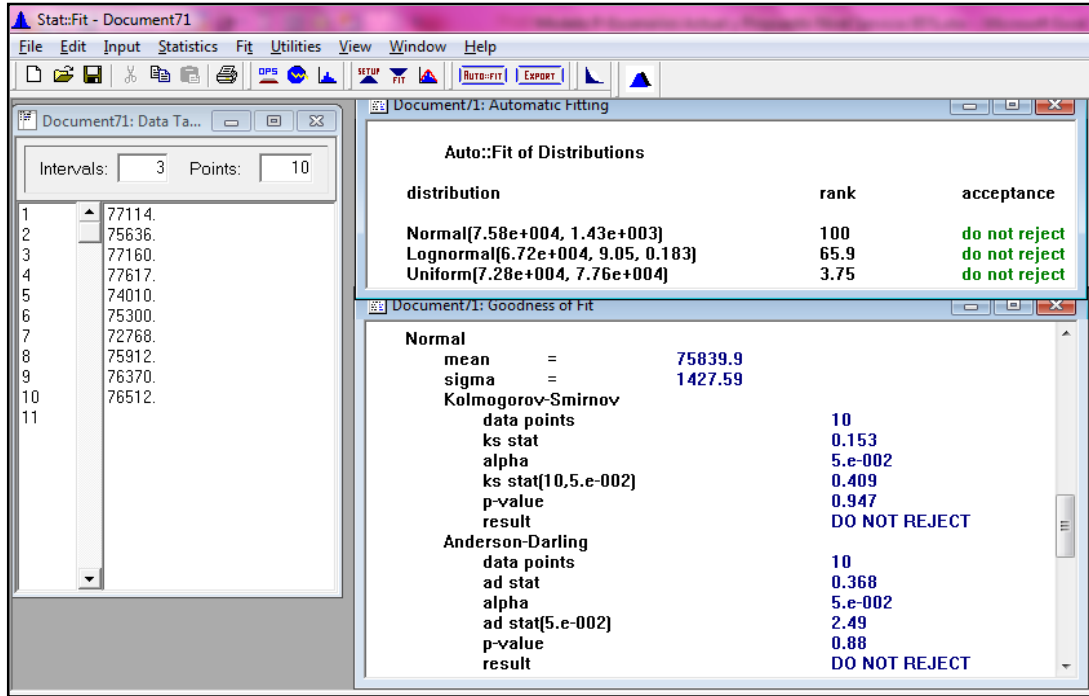 Stat::Fit - Document71
File Edit Input Statistics Fit Utilities View Window Help
OPS SETUP FIT AUTO::FIT EXPORT
Document71: Data Ta...
Intervals: 3 Points: 10
1 77114.
2 75636.
3 77160.
4 77617.
5 74010.
6 75300.
7 72768.
8 75912.
9 76370.
10 76512.
11
Document71: Automatic Fitting
Auto::Fit of Distributions
distribution rank acceptance
Normal(7.58e+004, 1.43e+003) 100 do not reject
Lognormal(6.72e+004, 9.05, 0.183) 65.9 do not reject
Uniform(7.28e+004, 7.76e+004) 3.75 do not reject
Document71: Goodness of Fit
Normal
mean = 75839.9
sigma = 1427.59
Kolmogorov-Smirnov
data points 10
ks stat 0.153
alpha 5.e-002
ks stat(10,5.e-002) 0.409
p-value 0.947
result DO NOT REJECT
Anderson-Darling
data points 10
ad stat 0.368
alpha 5.e-002
ad stat(5.e-002) 2.49
p-value 0.88
result DO NOT REJECT